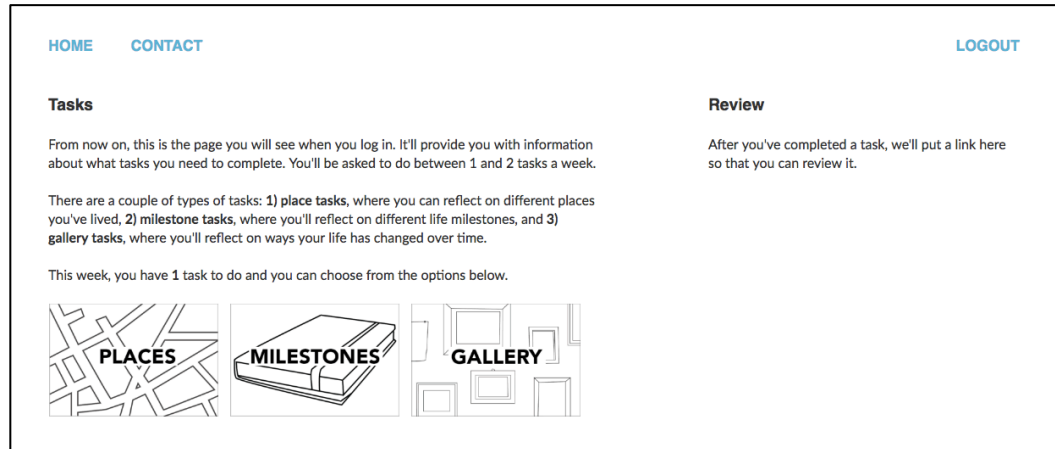 HOME CONTACT LOGOUT
Tasks
From now on, this is the page you will see when you log in. It'll provide you with information
about what tasks you need to complete. You'll be asked to do between 1 and 2 tasks a week.
There are a couple of types of tasks: 1) place tasks, where you can reflect on different places
you've lived, 2) milestone tasks, where you'll reflect on different life milestones, and 3)
gallery tasks, where you'll reflect on ways your life has changed over time.
This week, you have 1 task to do and you can choose from the options below.
PLACES MILESTONES GALLERY
Review
After you've completed a task, we'll put a link here
so that you can review it.